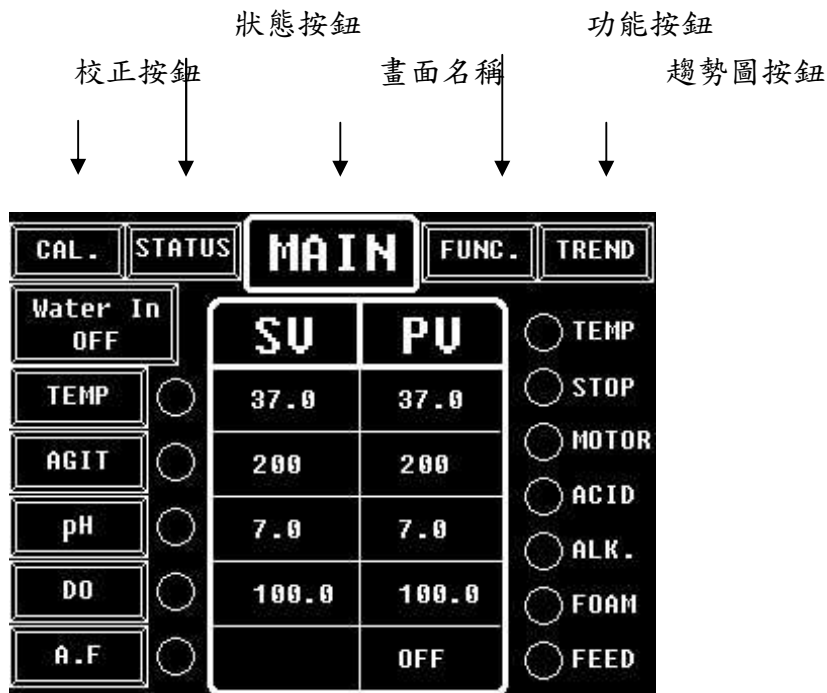 狀態按鈕 功能按鈕
校正按鈕 畫面名稱 趨勢圖按鈕
CAL. STATUS MAIN FUNC. TREND
Water In
OFF
SV PV
TEMP 37.0 37.0
AGIT 200 200
pH 7.0 7.0
DO 100.0 100.0
A.F OFF
TEMP
STOP
MOTOR
ACID
ALK.
FOAM
FEED